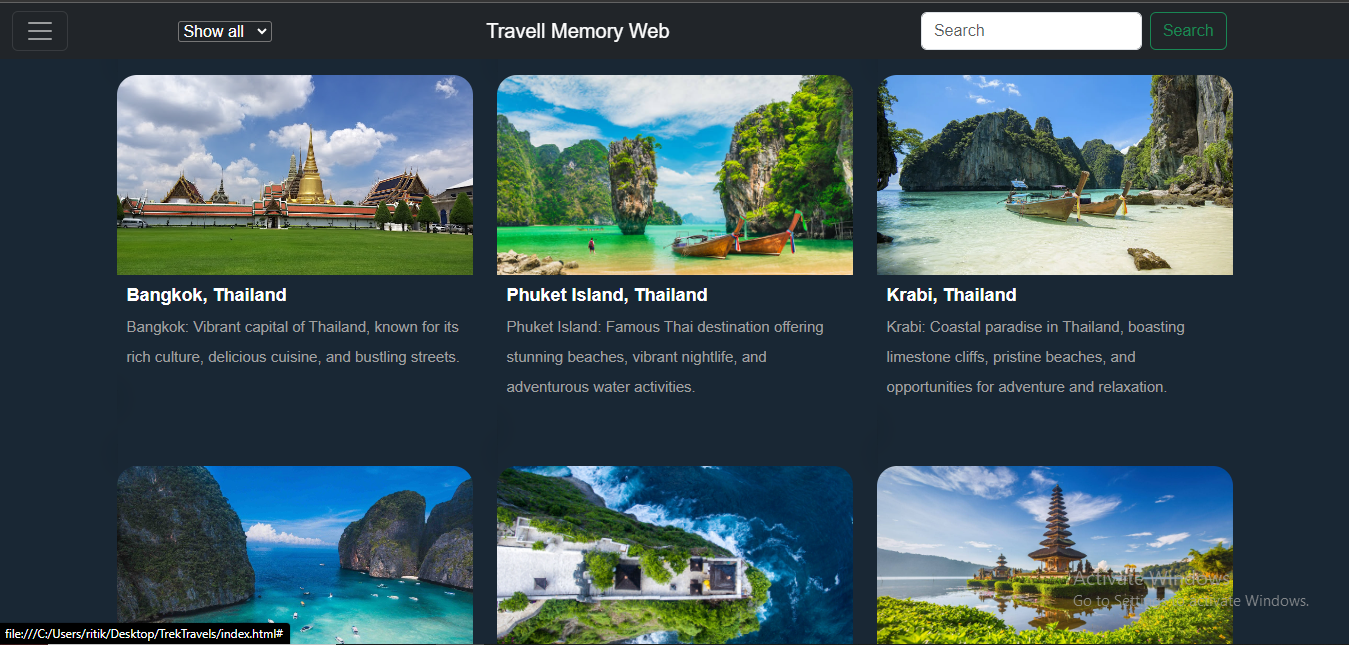 Show all
Travell Memory Web
Search
Search
Bangkok, Thailand
Bangkok: Vibrant capital of Thailand, known for its
rich culture, delicious cuisine, and bustling streets.
Phuket Island, Thailand
Phuket Island: Famous Thai destination offering
stunning beaches, vibrant nightlife, and
adventurous water activities.
Krabi, Thailand
Krabi: Coastal paradise in Thailand, boasting
limestone cliffs, pristine beaches, and
opportunities for adventure and relaxation.
Activate Windows
Go to Settings to activate Windows.
file:///C:/Users/ritik/Desktop/TrekTravels/index.html#